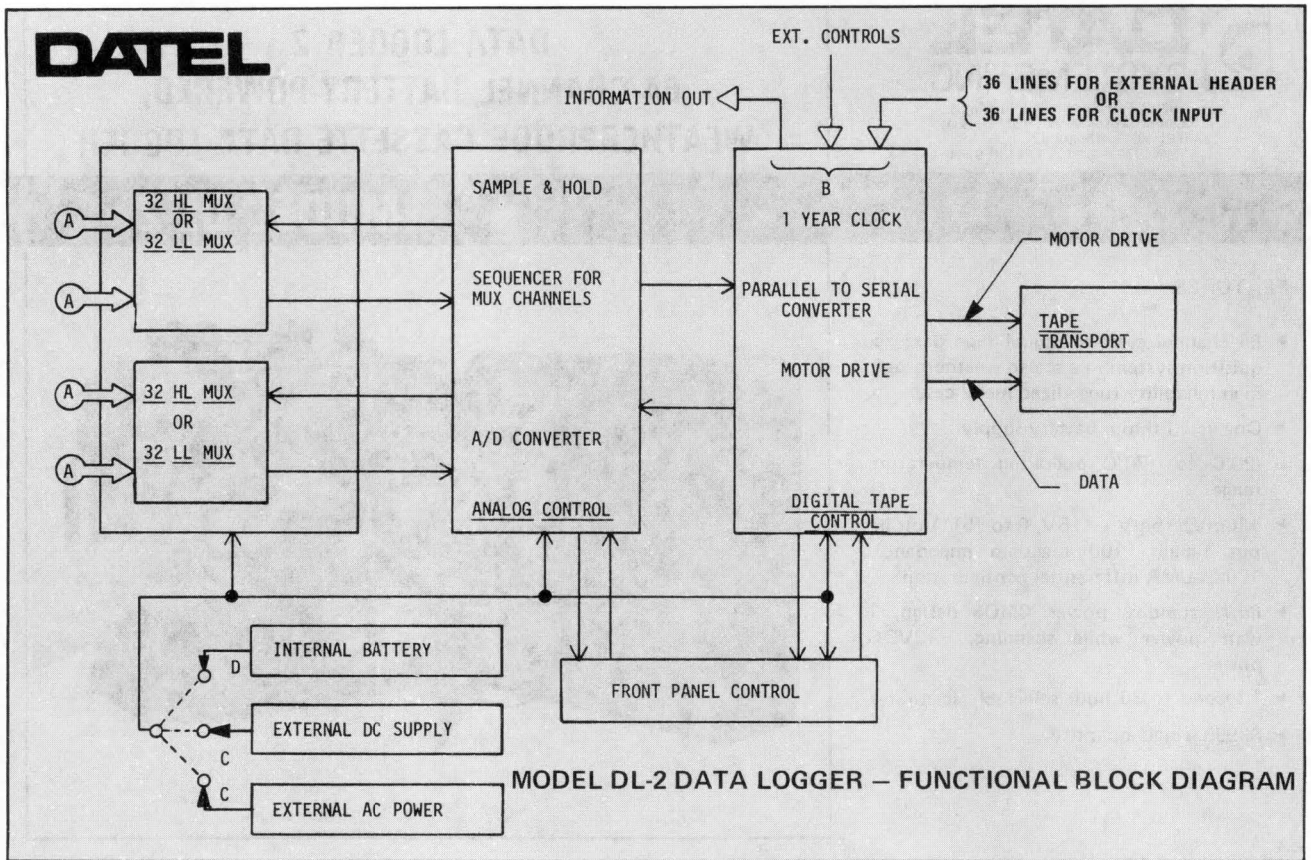 DATEL
EXT. CONTROLS
INFORMATION OUT
36 LINES FOR EXTERNAL HEADER
OR
36 LINES FOR CLOCK INPUT
A
32 HL MUX
OR
32 LL MUX
A
A
32 HL MUX
OR
32 LL MUX
A
SAMPLE & HOLD
SEQUENCER FOR
MUX CHANNELS
A/D CONVERTER
ANALOG CONTROL
B
1 YEAR CLOCK
PARALLEL TO SERIAL
CONVERTER
MOTOR DRIVE
DIGITAL TAPE
CONTROL
MOTOR DRIVE
TAPE
TRANSPORT
DATA
INTERNAL BATTERY
D
EXTERNAL DC SUPPLY
C
EXTERNAL AC POWER
C
FRONT PANEL CONTROL
MODEL DL-2 DATA LOGGER – FUNCTIONAL BLOCK DIAGRAM